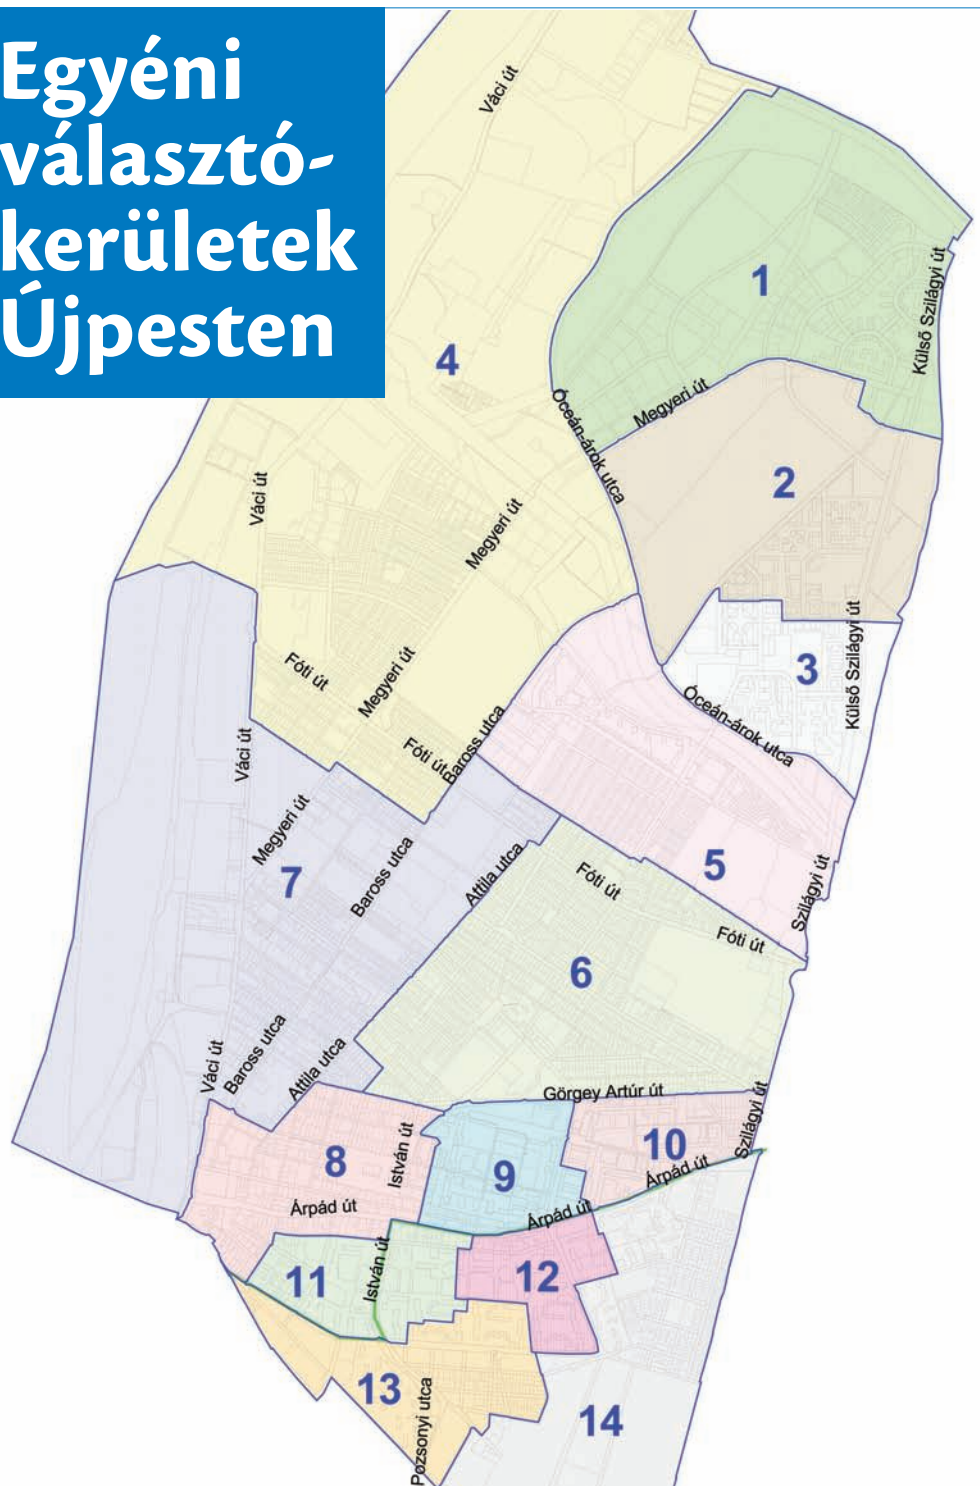 Egyéni
választó-
kerületek
Újpesten
Váci út
1
Külső Szilágyi út
4
Megyeri út
Óceán-árok utca
2
Váci út
Megyeri út
Külső Szilágyi út
3
Fóti út
Megyeri út
Óceán-árok utca
Baross utca
Fóti út
Váci út
Megyeri út
7
Baross utca
Attila utca
5
Fóti út
Szilágyi út
Fóti út
6
Váci út
Baross utca
Attila utca
Görgey Artúr út
Szilágyi út
8
István út
9
10
Árpád út
Árpád út
Árpád út
11
István út
12
13
Pozsonyi utca
14